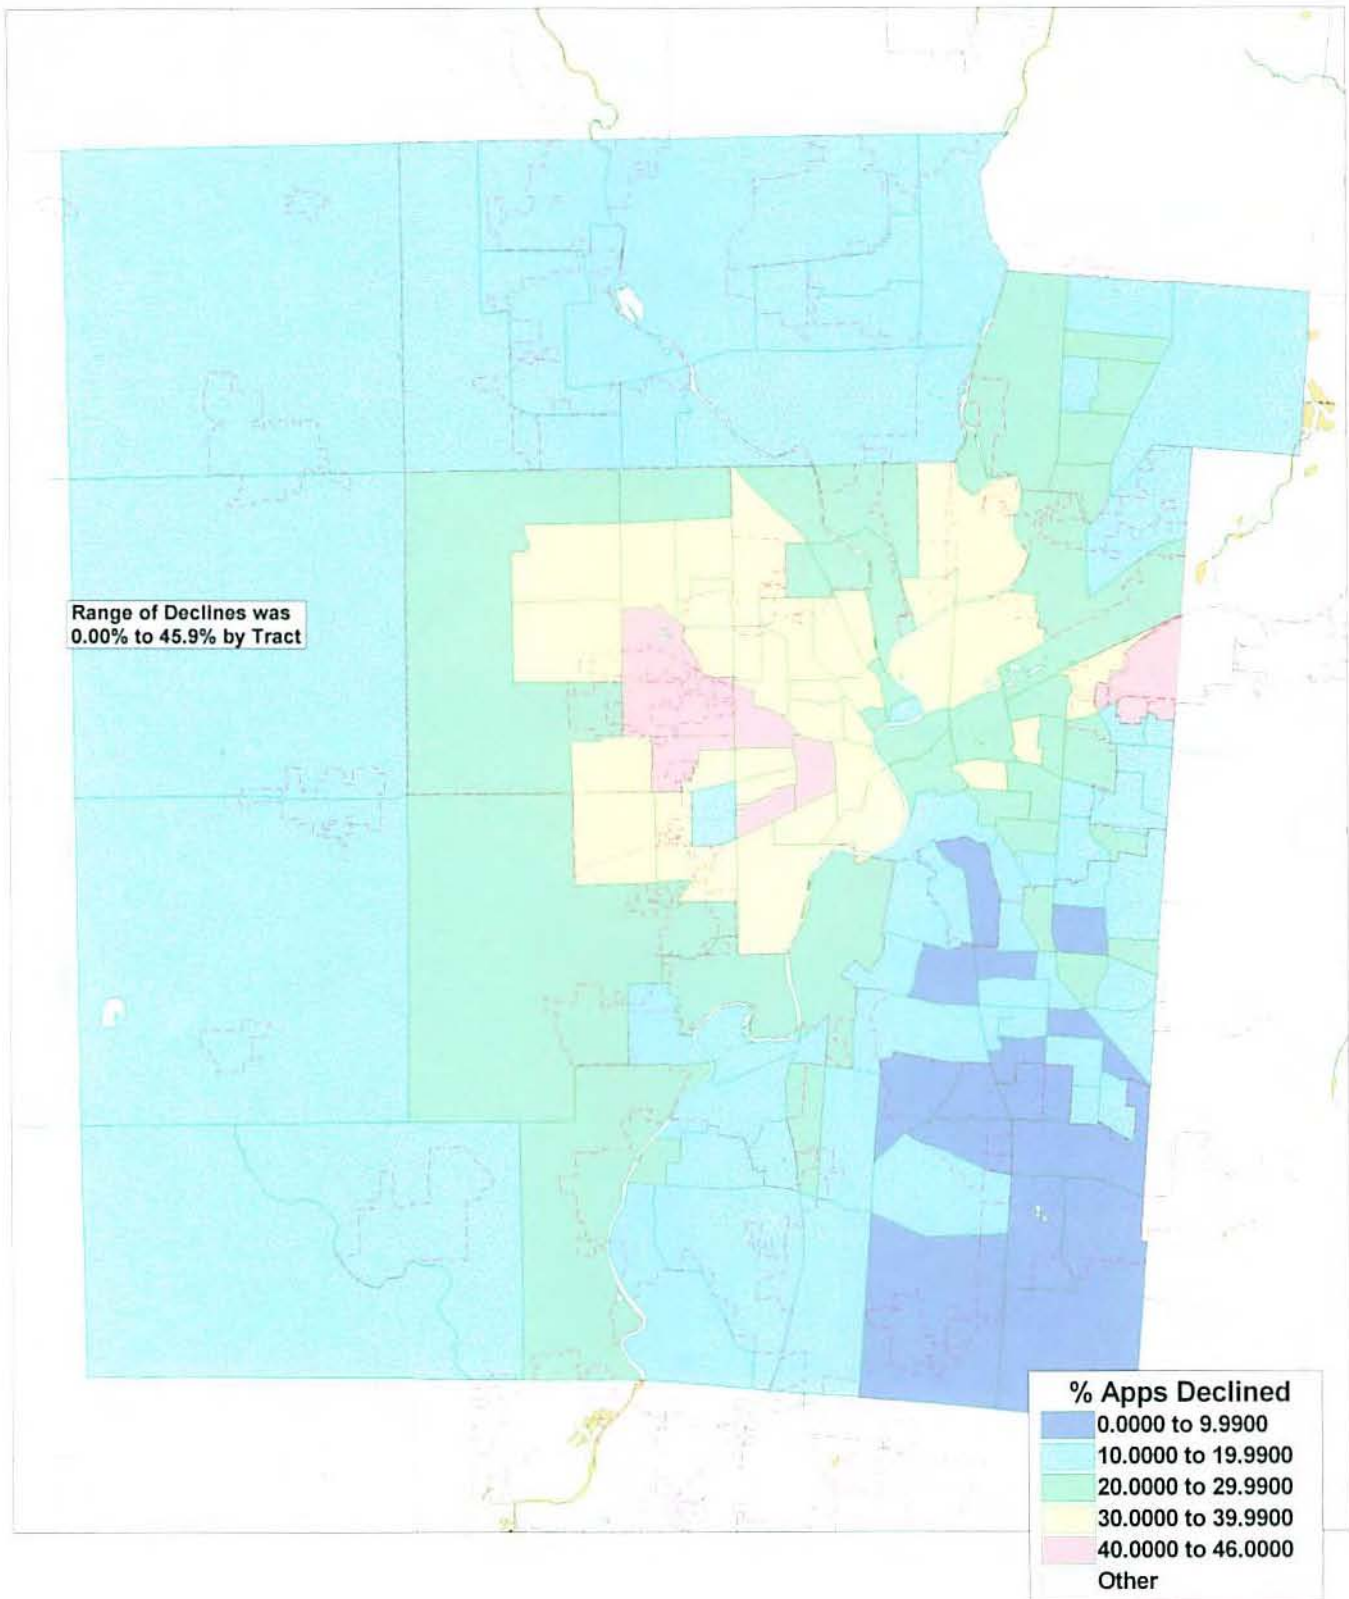 Range of Declines was
0.00% to 45.9% by Tract
% Apps Declined
0.0000 to 9.9900
10.0000 to 19.9900
20.0000 to 29.9900
30.0000 to 39.9900
40.0000 to 46.0000
Other